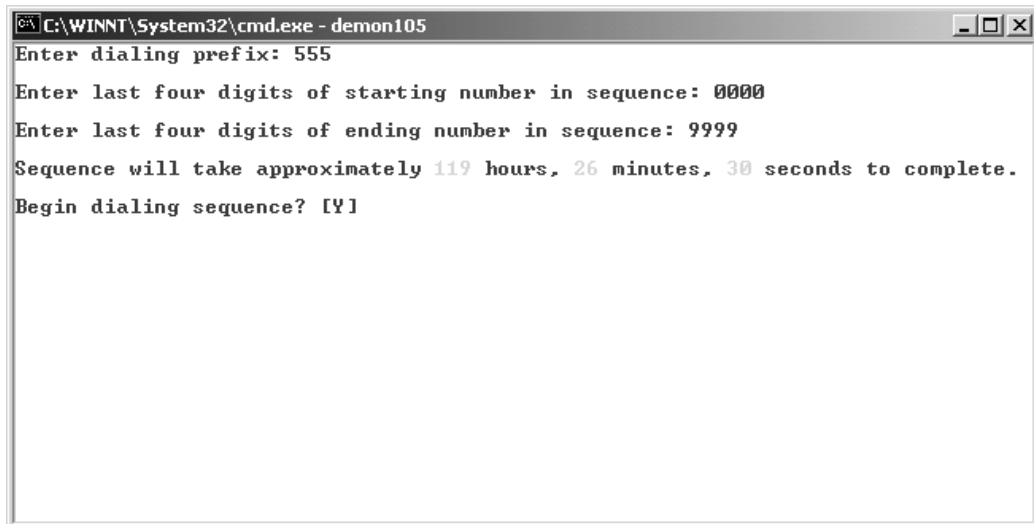 C:\WINNT\System32\cmd.exe - demon105
Enter dialing prefix: 555
Enter last four digits of starting number in sequence: 0000
Enter last four digits of ending number in sequence: 9999
Sequence will take approximately 119 hours, 26 minutes, 30 seconds to complete.
Begin dialing sequence? [Y]